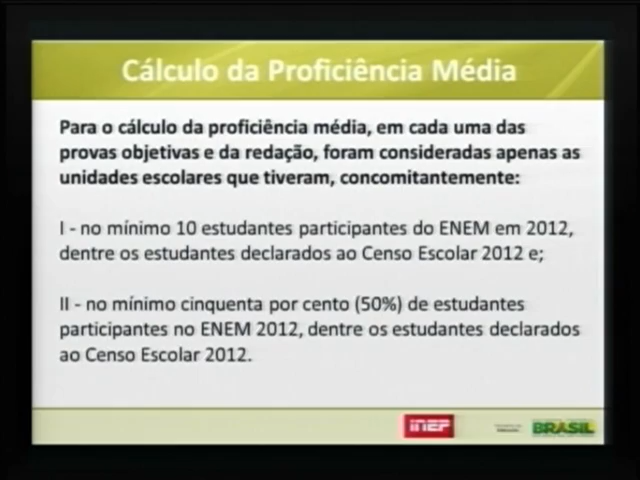 Cálculo da Proficiência Média
Para o cálculo da proficiência média, em cada uma das
provas objetivas e da redação, foram consideradas apenas as
unidades escolares que tiveram, concomitantemente:
I - no mínimo 10 estudantes participantes do ENEM em 2012,
dentre os estudantes declarados ao Censo Escolar 2012 e;
II - no mínimo cinquenta por cento (50%) de estudantes
participantes no ENEM 2012, dentre os estudantes declarados
ao Censo Escolar 2012.
INEP
BRASIL